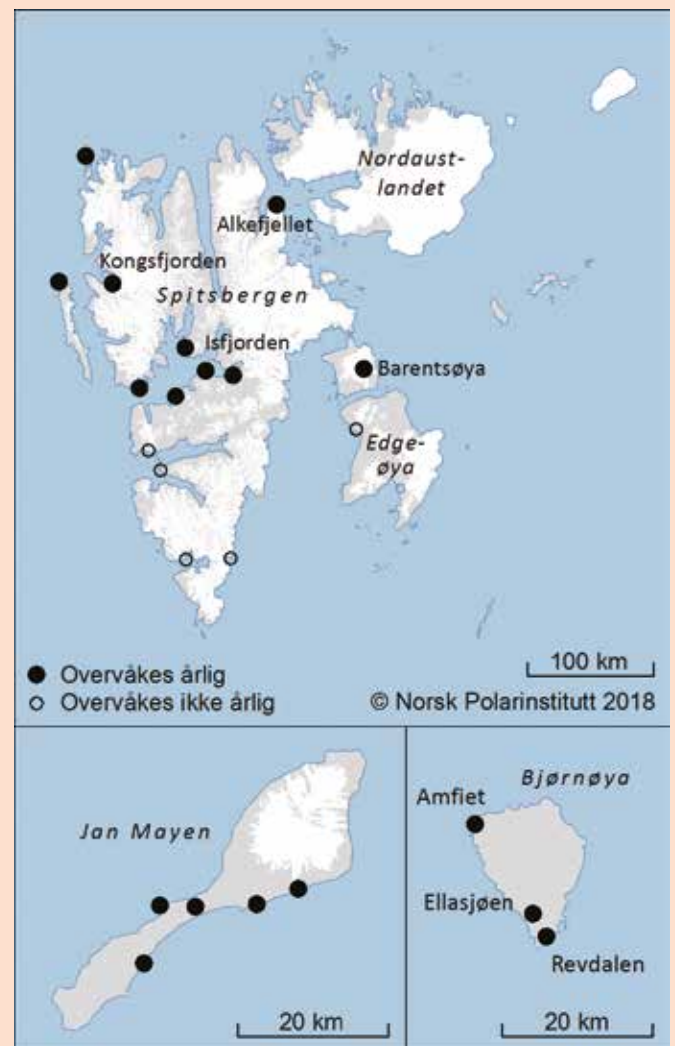 Nordaust-
landet
Alkefjellet
Kongsfjorden
Spitsbergen
Isfjorden
Barentsøya
Edge-
øya
100 km
Overvåkes årlig
Overvåkes ikke årlig
© Norsk Polarinstitutt 2018
Jan Mayen
20 km
Bjørnøya
Amfiet
Ellasjøen
Revdalen
20 km